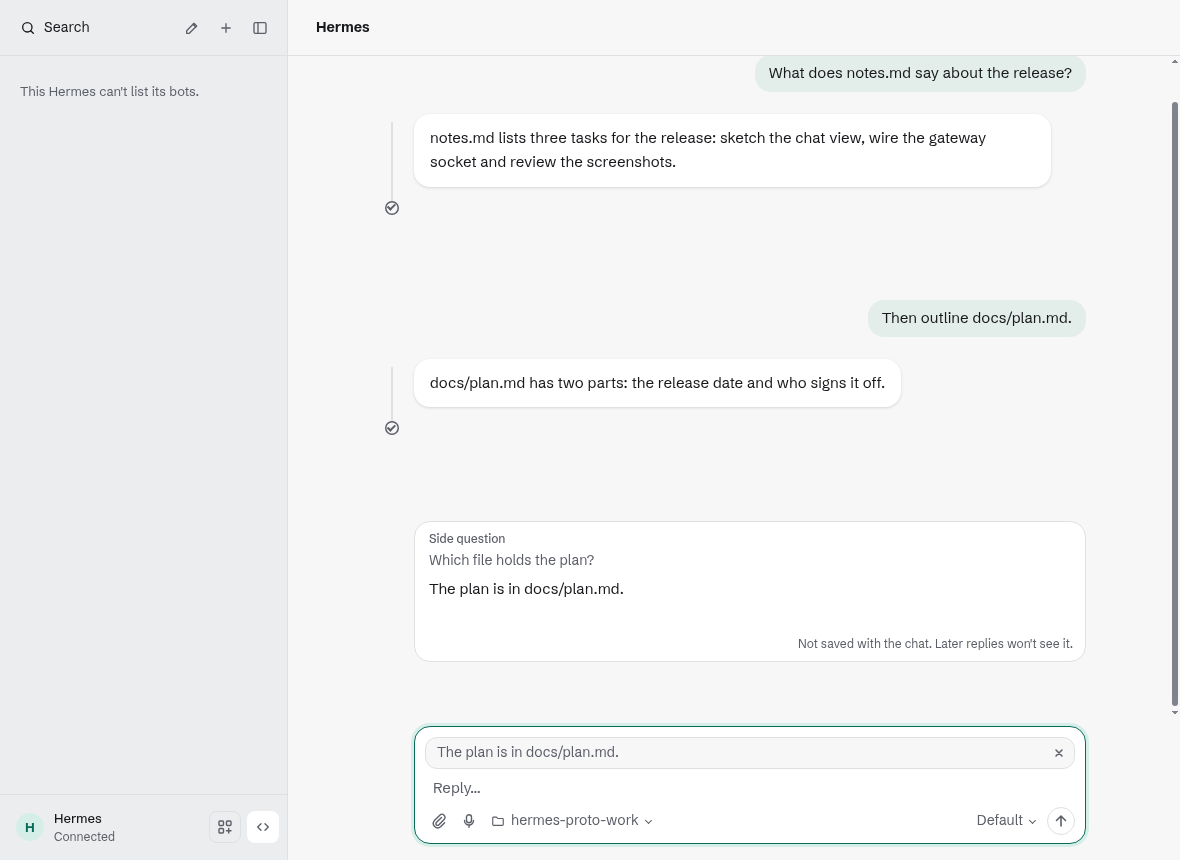 Search
Hermes
This Hermes can't list its bots.
What does notes.md say about the release?
notes.md lists three tasks for the release: sketch the chat view, wire the gateway
socket and review the screenshots.
Then outline docs/plan.md.
docs/plan.md has two parts: the release date and who signs it off.
Side question
Which file holds the plan?
The plan is in docs/plan.md.
Not saved with the chat. Later replies won't see it.
The plan is in docs/plan.md.
Reply...
hermes-proto-work
Default
H
Hermes
Connected